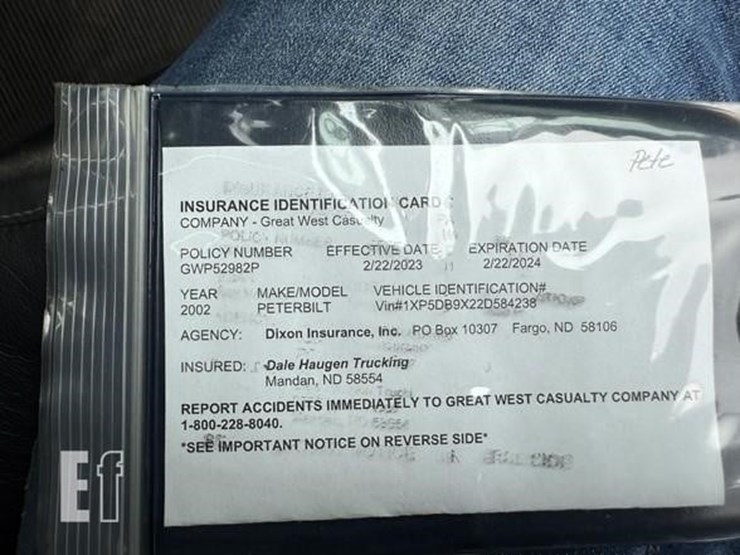 Pete
INSURANCE IDENTIFICATION CARD
COMPANY - Great West Casualty
POLICY NUMBER EFFECTIVE DATE EXPIRATION DATE
GWP52982P 2/22/2023 2/22/2024
YEAR MAKE/MODEL VEHICLE IDENTIFICATION#
2002 PETERBILT Vin#1XP5DB9X22D584238
AGENCY: Dixon Insurance, Inc. PO Box 10307 Fargo, ND 58106
INSURED: Dale Haugen Trucking
Mandan, ND 58554
REPORT ACCIDENTS IMMEDIATELY TO GREAT WEST CASUALTY COMPANY AT
1-800-228-8040.
*SEE IMPORTANT NOTICE ON REVERSE SIDE*
Ef